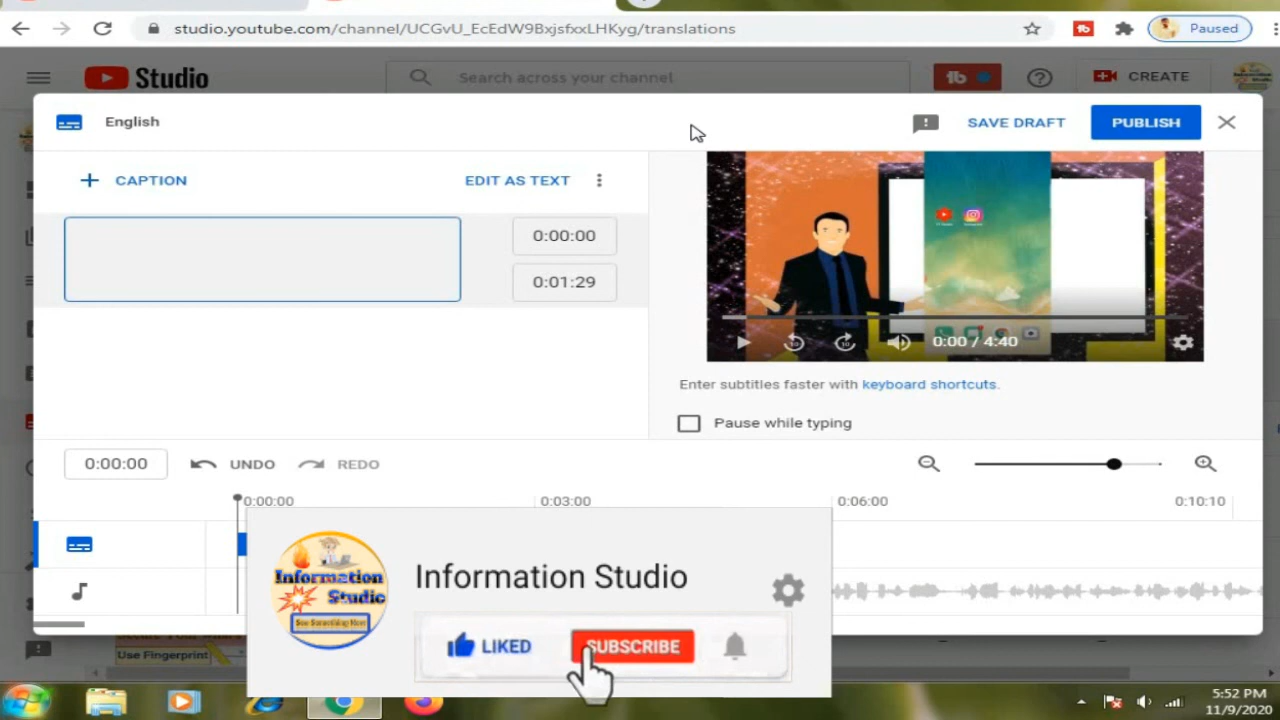 studio.youtube.com/channel/UCGvU_EcEdW9BxjsfxxLHKyg/translations
Paused
Studio
Search across your channel
CREATE
English
SAVE DRAFT
PUBLISH
CAPTION
EDIT AS TEXT
0:00:00
0:01:29
0:00 / 4:40
Enter subtitles faster with keyboard shortcuts.
Pause while typing
0:00:00
UNDO
REDO
0:00:00
0:03:00
0:06:00
0:10:10
Information
Studio
See Something New
Information Studio
LIKED
SUBSCRIBE
Use Fingerprint
5:52 PM
11/9/2020